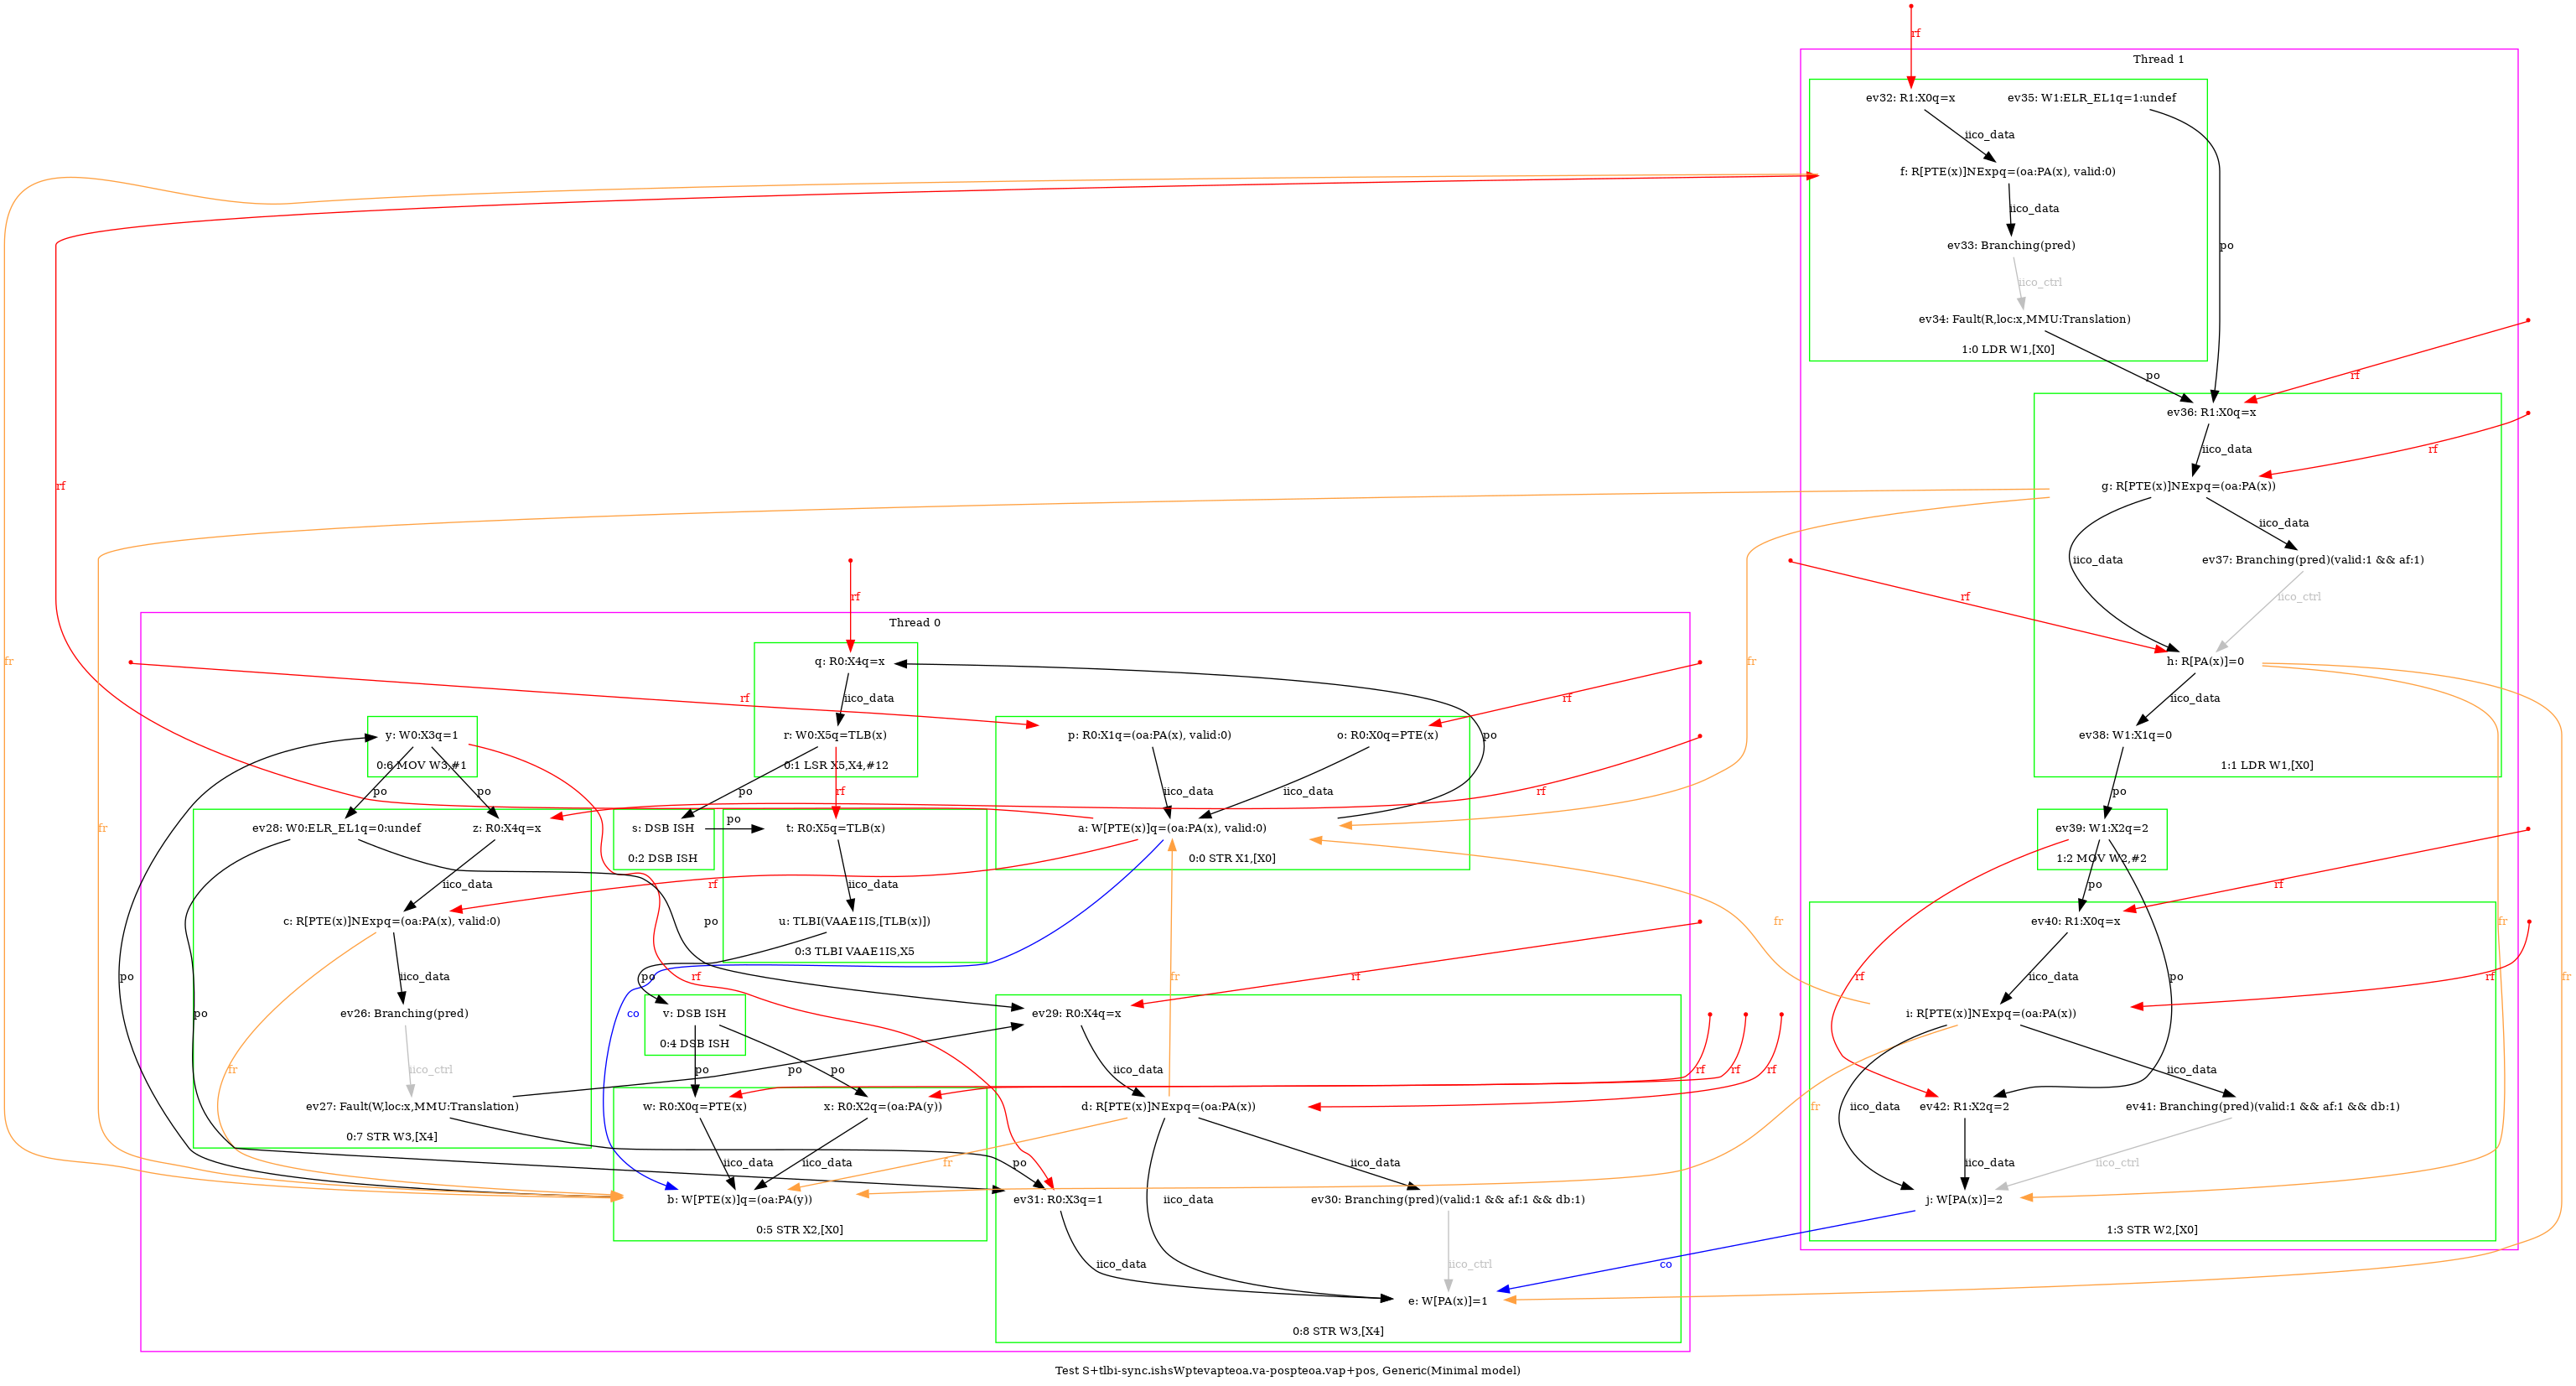 rf
Thread 1
ev32: R1:X0q=x
ev35: W1:ELR_EL1q=1:undef
iico_data
f: R[PTE(x)]NExpq=(oa:PA(x), valid:0)
iico_data
ev33: Branching(pred)
po
iico_ctrl
ev34: Fault(R,loc:x,MMU:Translation)
1:0 LDR W1,[X0]
po
rf
ev36: R1:X0q=x
iico_data
rf
rf
g: R[PTE(x)]NExpq=(oa:PA(x))
iico_data
iico_data
ev37: Branching(pred)(valid:1 && af:1)
rf
rf
iico_ctrl
Thread 0
fr
q: R0:X4q=x
fr
h: R[PA(x)]=0
rf
iico_data
rf
iico_data
y: W0:X3q=1
r: W0:X5q=TLB(x)
p: R0:X1q=(oa:PA(x), valid:0)
o: R0:X0q=PTE(x)
po
ev38: W1:X1q=0
0:6 MOV W3,#1
0:1 LSR X5,X4,#12
1:1 LDR W1,[X0]
po
po
po
rf
iico_data
iico_data
rf
po
fr
ev28: W0:ELR_EL1q=0:undef
z: R0:X4q=x
s: DSB ISH
po
t: R0:X5q=TLB(x)
a: W[PTE(x)]q=(oa:PA(x), valid:0)
ev39: W1:X2q=2
0:2 DSB ISH
0:0 STR X1,[X0]
1:2 MOV W2,#2
iico_data
rf
iico_data
po
rf
c: R[PTE(x)]NExpq=(oa:PA(x), valid:0)
po
u: TLBI(VAAE1IS,[TLB(x)])
fr
ev40: R1:X0q=x
fr
0:3 TLBI VAAE1IS,X5
po
iico_data
po
rf
fr
rf
rf
iico_data
po
rf
fr
po
co
ev26: Branching(pred)
v: DSB ISH
ev29: R0:X4q=x
i: R[PTE(x)]NExpq=(oa:PA(x))
0:4 DSB ISH
fr
iico_ctrl
po
po
po
iico_data
rf
rf
rf
iico_data
ev27: Fault(W,loc:x,MMU:Translation)
w: R0:X0q=PTE(x)
x: R0:X2q=(oa:PA(y))
d: R[PTE(x)]NExpq=(oa:PA(x))
fr
iico_data
ev42: R1:X2q=2
ev41: Branching(pred)(valid:1 && af:1 && db:1)
0:7 STR W3,[X4]
iico_data
iico_data
fr
po
iico_data
iico_data
iico_ctrl
b: W[PTE(x)]q=(oa:PA(y))
ev31: R0:X3q=1
iico_data
ev30: Branching(pred)(valid:1 && af:1 && db:1)
j: W[PA(x)]=2
0:5 STR X2,[X0]
1:3 STR W2,[X0]
iico_data
iico_ctrl
co
e: W[PA(x)]=1
0:8 STR W3,[X4]
Test S+tlbi-sync.ishsWptevapteoa.va-pospteoa.vap+pos, Generic(Minimal model)